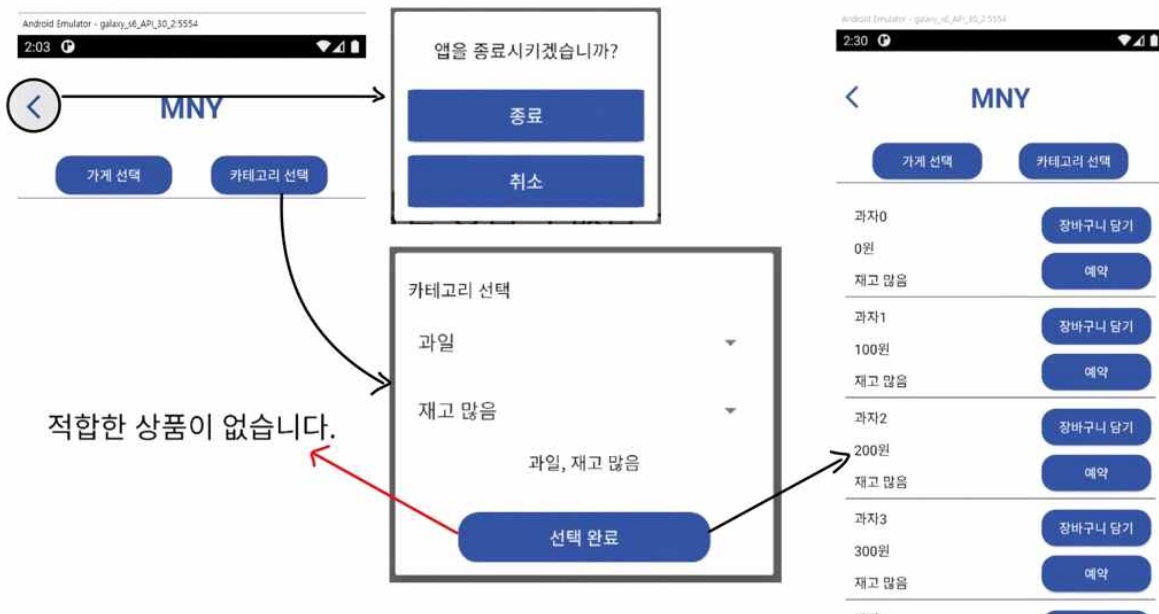 Android Emulator - galaxy_s6_API_30_2:5554
2:03
MNY
가게 선택
카테고리 선택
적합한 상품이 없습니다.
앱을 종료시키겠습니까?
종료
취소
카테고리 선택
과일
재고 많음
과일, 재고 많음
선택 완료
Android Emulator - galaxy_s6_API_30_2:5554
2:30
MNY
가게 선택
카테고리 선택
과자0
장바구니 담기
0원
예약
재고 많음
과자1
장바구니 담기
100원
예약
재고 많음
과자2
장바구니 담기
200원
예약
재고 많음
과자3
장바구니 담기
300원
예약
재고 많음